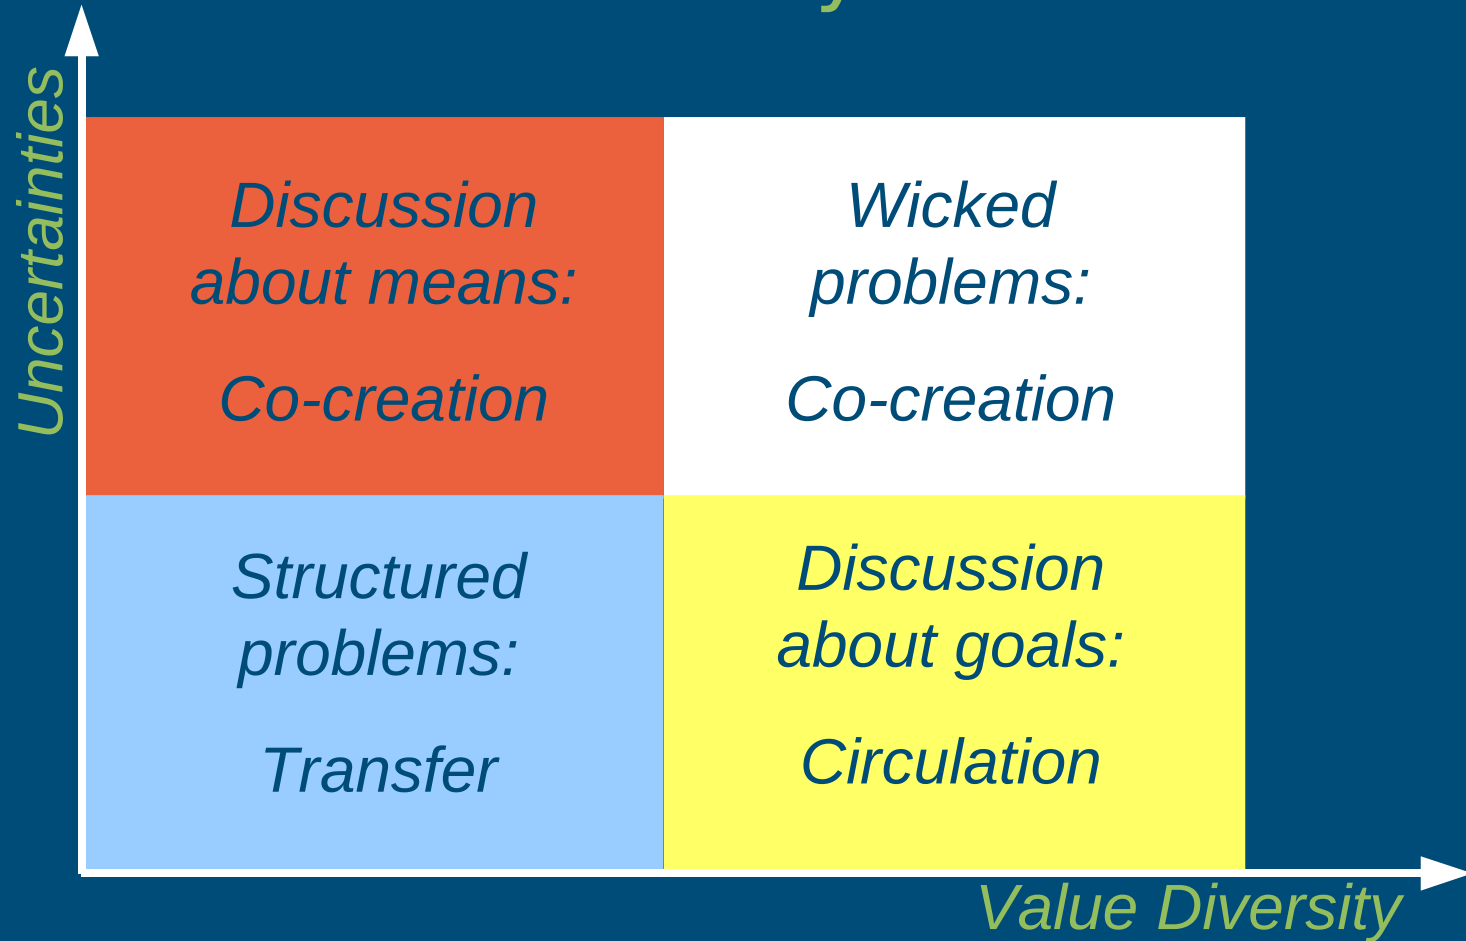 Uncertainties
Discussion
about means:
Co-creation
Wicked
problems:
Co-creation
Structured
problems:
Transfer
Discussion
about goals:
Circulation
Value Diversity